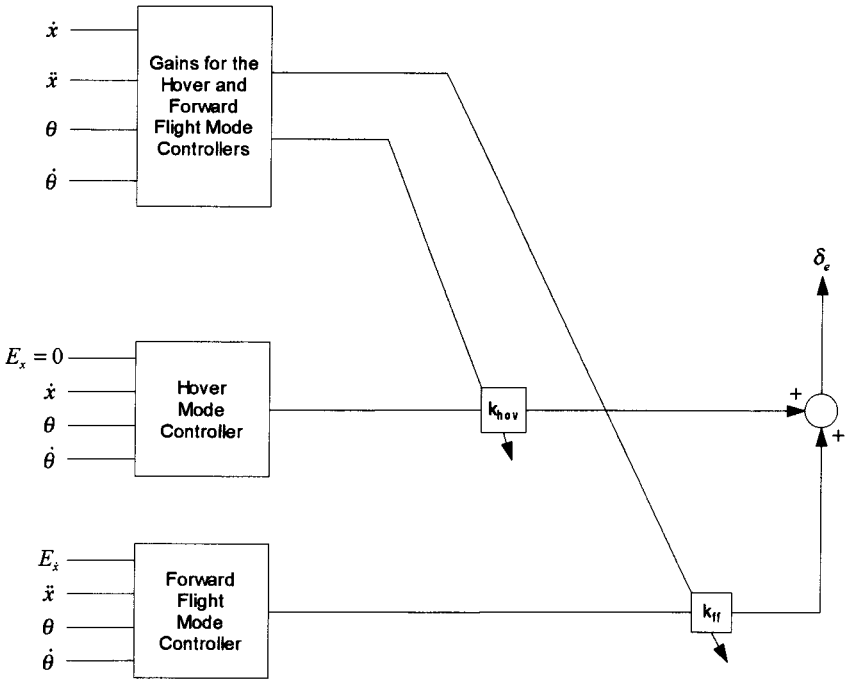 ẋ
ẍ
θ
θ̇
Gains for the
Hover and
Forward
Flight Mode
Controllers
δₑ
Eₓ = 0
ẋ
θ
θ̇
Hover
Mode
Controller
k_hov
+
+
E_ẋ
ẍ
θ
θ̇
Forward
Flight
Mode
Controller
k_ff